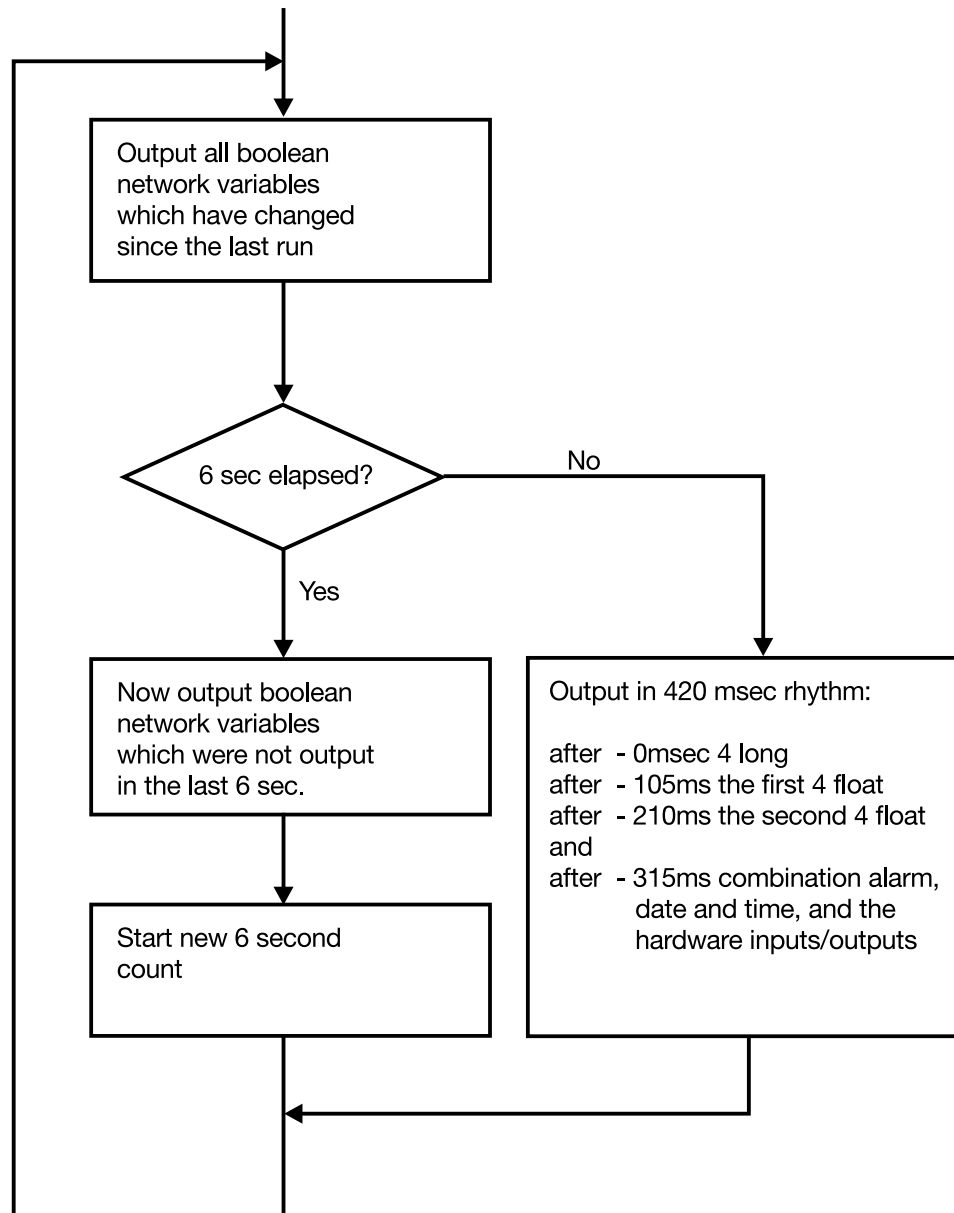 Output all boolean
network variables
which have changed
since the last run
6 sec elapsed?
No
Yes
Now output boolean
network variables
which were not output
in the last 6 sec.
Output in 420 msec rhythm:
after - 0msec 4 long
after - 105ms the first 4 float
after - 210ms the second 4 float
and
after - 315ms combination alarm,
date and time, and the
hardware inputs/outputs
Start new 6 second
count